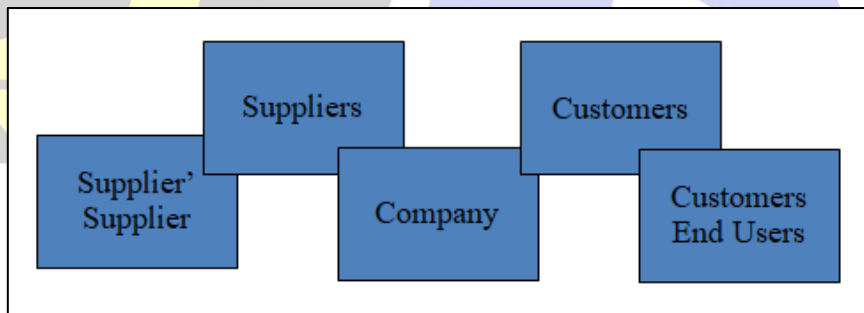 Supplier’
Supplier
Suppliers
Company
Customers
Customers
End Users